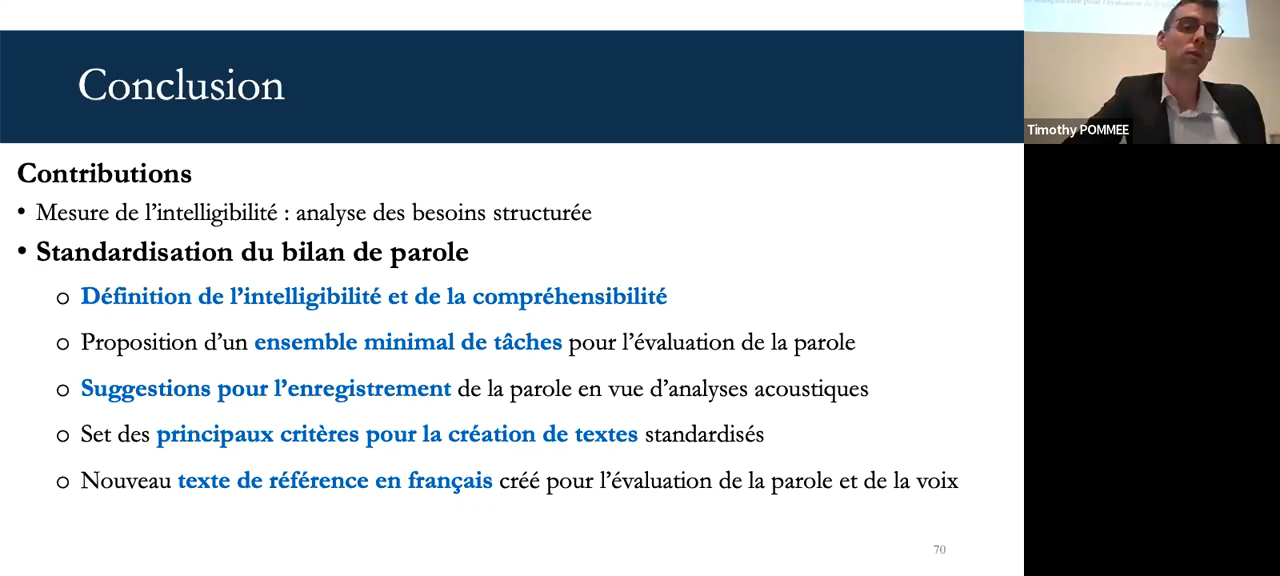 Conclusion
Timothy POMMEE
Contributions
• Mesure de l’intelligibilité : analyse des besoins structurée
• Standardisation du bilan de parole
o Définition de l’intelligibilité et de la compréhensibilité
o Proposition d’un ensemble minimal de tâches pour l’évaluation de la parole
o Suggestions pour l’enregistrement de la parole en vue d’analyses acoustiques
o Set des principaux critères pour la création de textes standardisés
o Nouveau texte de référence en français créé pour l’évaluation de la parole et de la voix
70